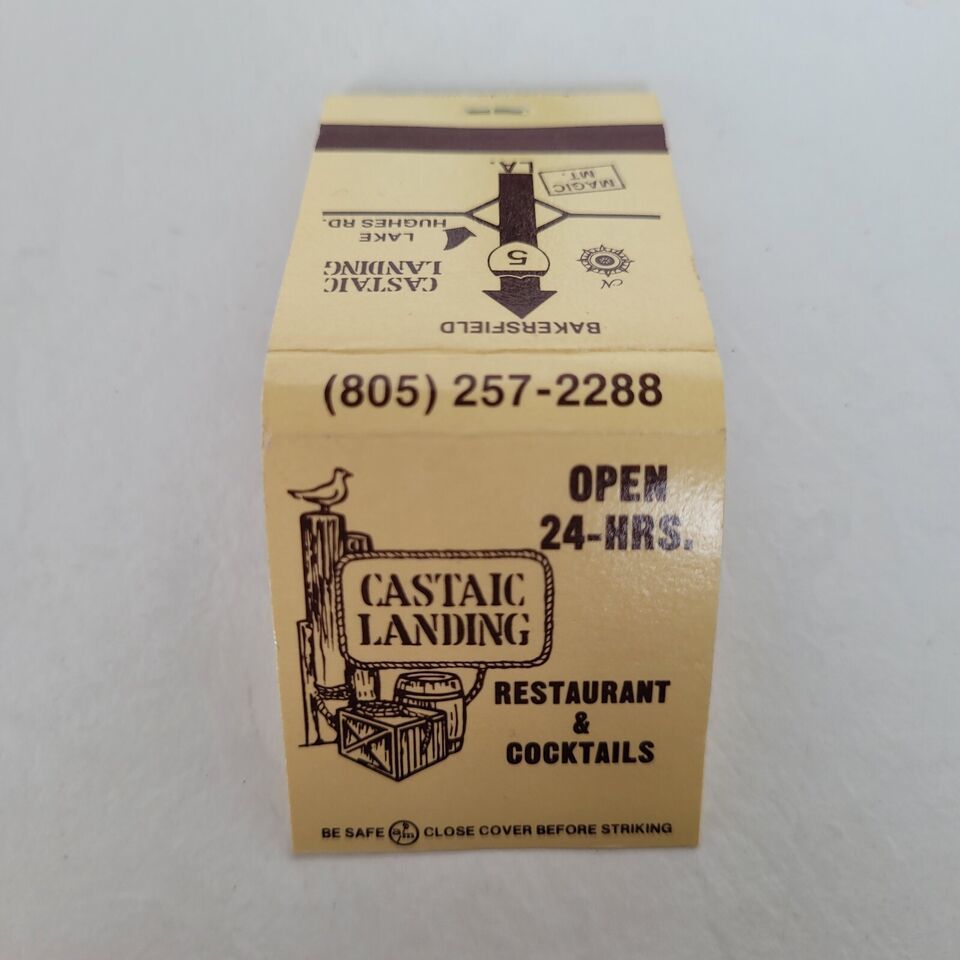 L.A.
MAGIC
MT.
LAKE
HUGHES RD.
5
CASTAIC
LANDING
N
BAKERSFIELD
(805) 257-2288
OPEN
24-HRS.
CASTAIC
LANDING
RESTAURANT
&
COCKTAILS
BE SAFE CLOSE COVER BEFORE STRIKING